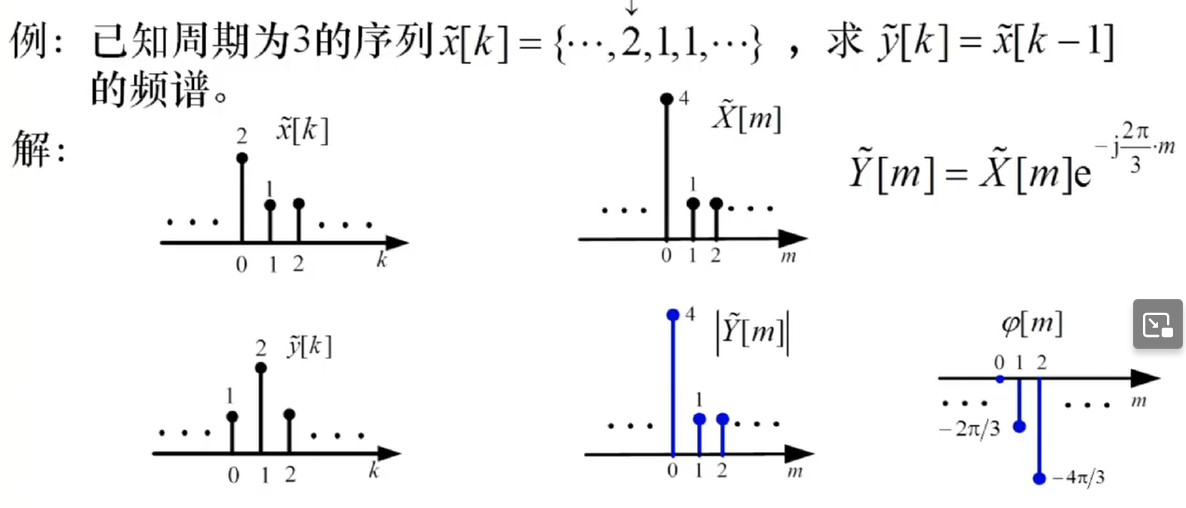 例：已知周期为3的序列x̃[k]={⋯,2,1,1,⋯}，求 ỹ[k]=x̃[k−1]
↓
的频谱。
解：
2 x̃[k]
1
⋯ ⋯
0 1 2 k
4 X̃[m]
1
⋯ ⋯
0 1 2 m
Ỹ[m] = X̃[m]e^{−j(2π/3)·m}
2 ỹ[k]
1
⋯ ⋯
0 1 2 k
4 |Ỹ[m]|
1
⋯ ⋯
0 1 2 m
φ[m]
0 1 2
⋯ ⋯ m
−2π/3
−4π/3